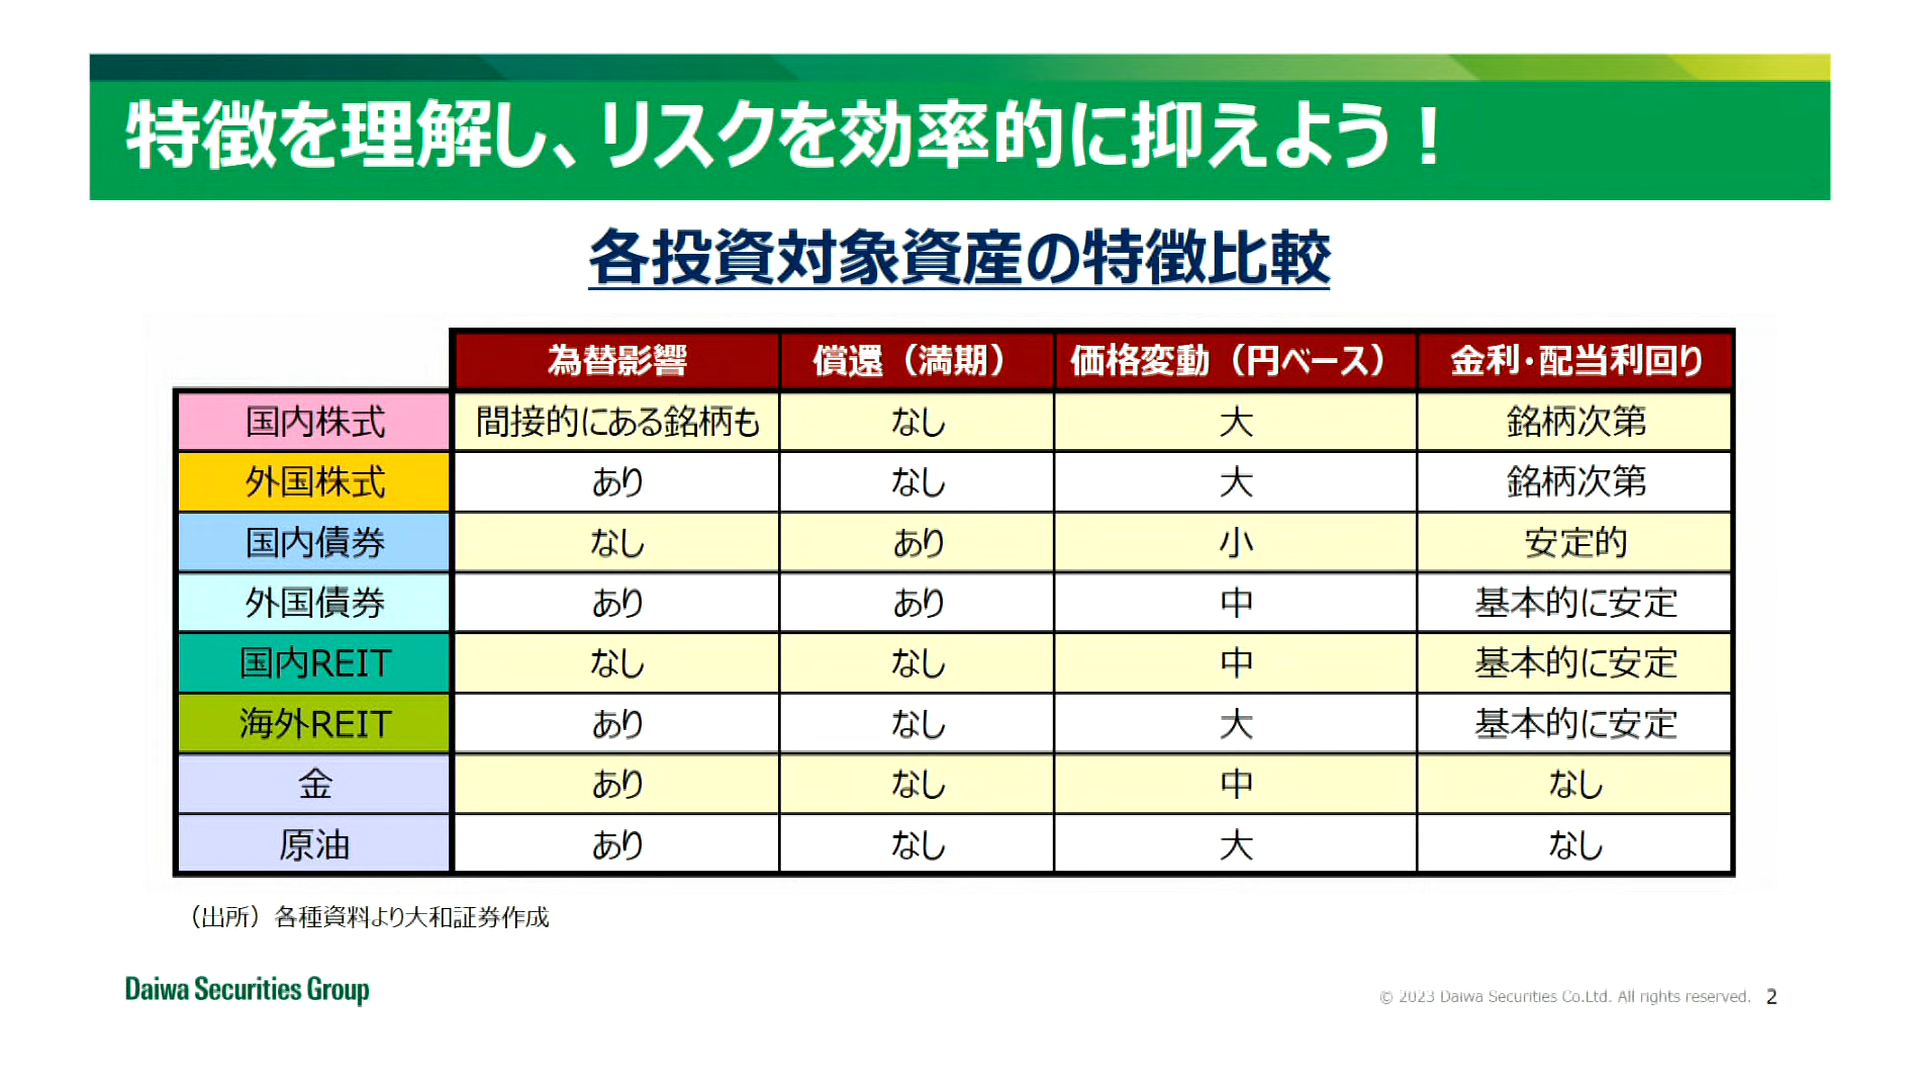 特徴を理解し、リスクを効率的に抑えよう！
各投資対象資産の特徴比較
為替影響 償還（満期） 価格変動（円ベース） 金利・配当利回り
国内株式 間接的にある銘柄も なし 大 銘柄次第
外国株式 あり なし 大 銘柄次第
国内債券 なし あり 小 安定的
外国債券 あり あり 中 基本的に安定
国内REIT なし なし 中 基本的に安定
海外REIT あり なし 大 基本的に安定
金 あり なし 中 なし
原油 あり なし 大 なし
（出所）各種資料より大和証券作成
Daiwa Securities Group
© 2023 Daiwa Securities Co.Ltd. All rights reserved. 2